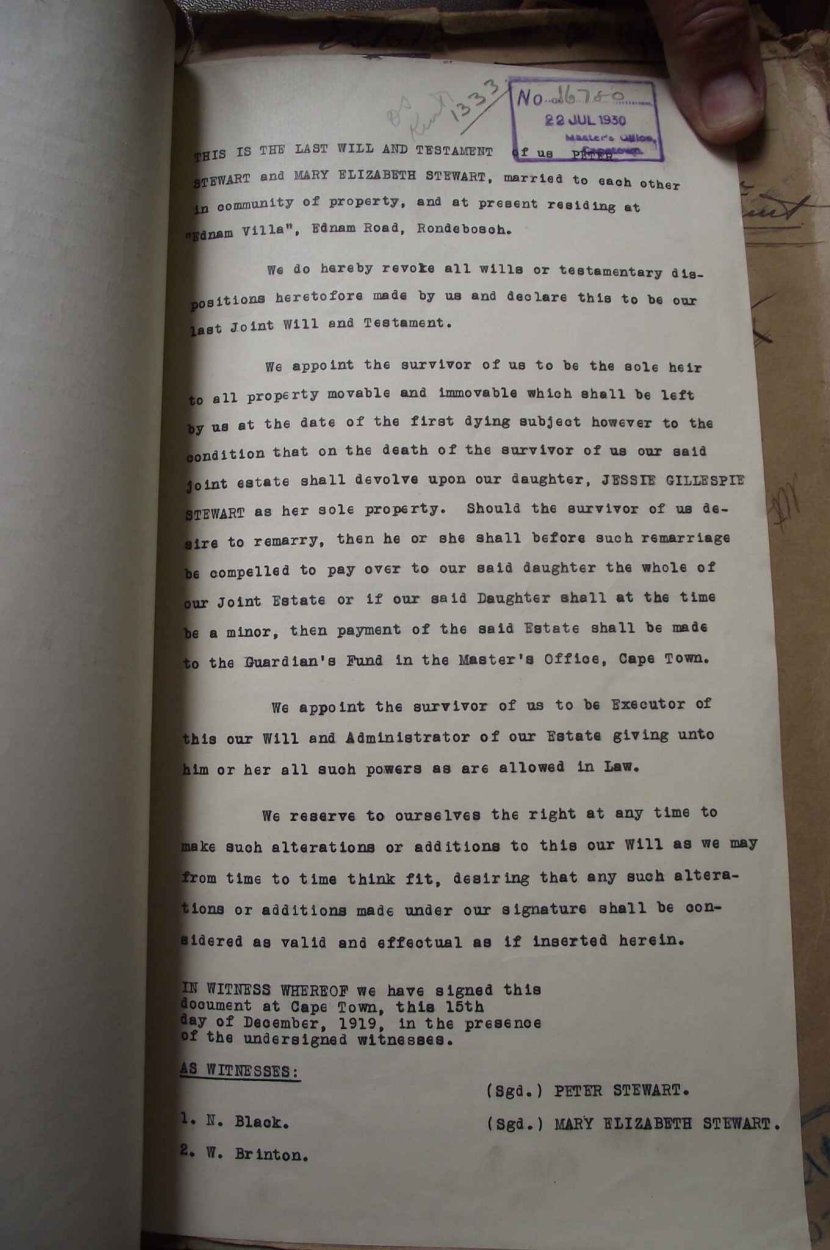 1333
No. 26780
22 JUL 1930
Master's Office,
Capetown
THIS IS THE LAST WILL AND TESTAMENT of us PETER
STEWART and MARY ELIZABETH STEWART, married to each other
in community of property, and at present residing at
"Ednam Villa", Ednam Road, Rondebosch.
We do hereby revoke all wills or testamentary dis-
positions heretofore made by us and declare this to be our
last Joint Will and Testament.
We appoint the survivor of us to be the sole heir
to all property movable and immovable which shall be left
by us at the date of the first dying subject however to the
condition that on the death of the survivor of us our said
joint estate shall devolve upon our daughter, JESSIE GILLESPIE
STEWART as her sole property. Should the survivor of us de-
sire to remarry, then he or she shall before such remarriage
be compelled to pay over to our said daughter the whole of
our Joint Estate or if our said Daughter shall at the time
be a minor, then payment of the said Estate shall be made
to the Guardian's Fund in the Master's Office, Cape Town.
We appoint the survivor of us to be Executor of
this our Will and Administrator of our Estate giving unto
him or her all such powers as are allowed in Law.
We reserve to ourselves the right at any time to
make such alterations or additions to this our Will as we may
from time to time think fit, desiring that any such altera-
tions or additions made under our signature shall be con-
sidered as valid and effectual as if inserted herein.
IN WITNESS WHEREOF we have signed this
document at Cape Town, this 15th
day of December, 1919, in the presence
of the undersigned witnesses.
AS WITNESSES:
(Sgd.) PETER STEWART.
1. N. Black.
(Sgd.) MARY ELIZABETH STEWART.
2. W. Brinton.